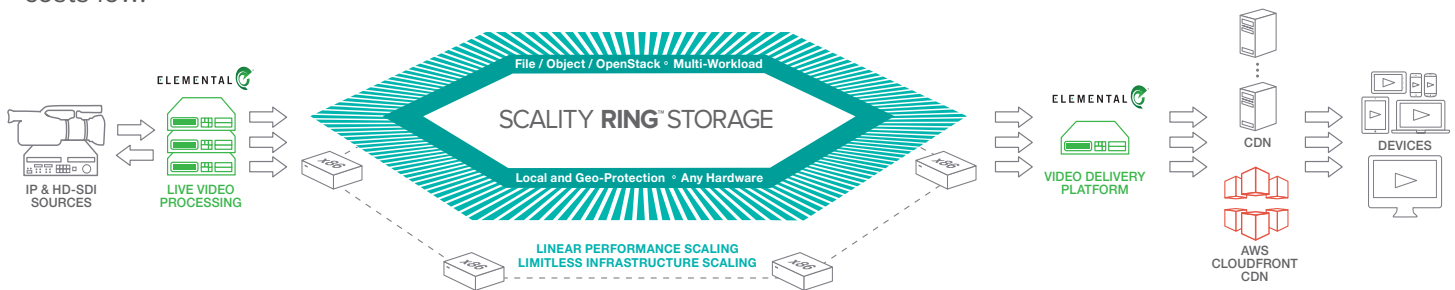 costs low.
ELEMENTAL
IP & HD-SDI
SOURCES
LIVE VIDEO
PROCESSING
File / Object / OpenStack ° Multi-Workload
SCALITY RING™ STORAGE
Local and Geo-Protection ° Any Hardware
LINEAR PERFORMANCE SCALING
LIMITLESS INFRASTRUCTURE SCALING
x86
x86
x86
x86
ELEMENTAL
VIDEO DELIVERY
PLATFORM
CDN
AWS
CLOUDFRONT
CDN
DEVICES